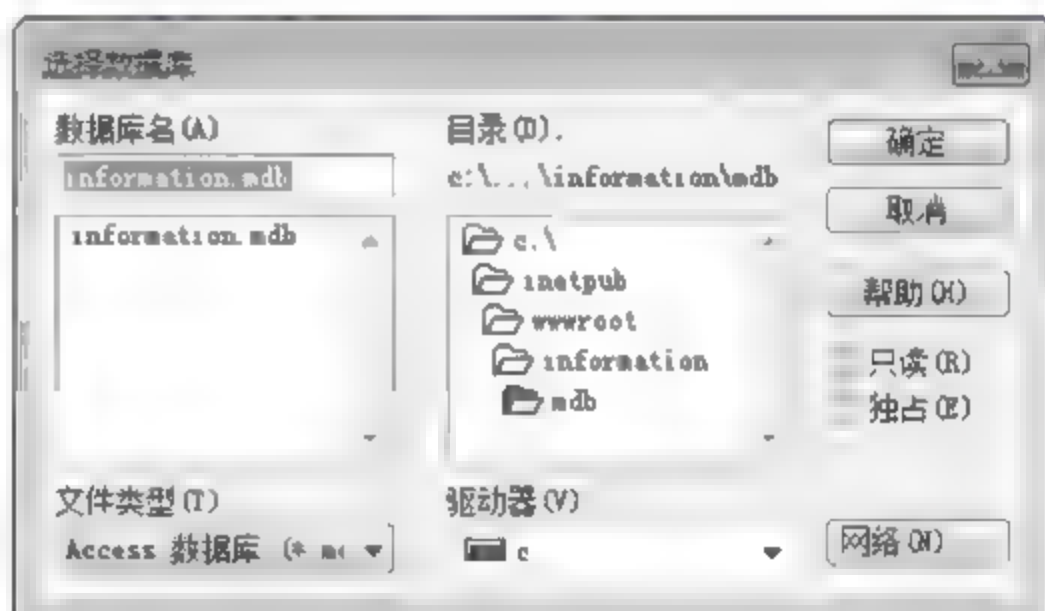 选择数据库
数据库名(A)
information.mdb
information.mdb
文件类型(T)
Access 数据库 (*.m
目录(D).
c:\...\information\mdb
c:\
inetpub
wwwroot
information
mdb
驱动器(V)
c
确定
取消
帮助(H)
只读(R)
独占(E)
网络(N)